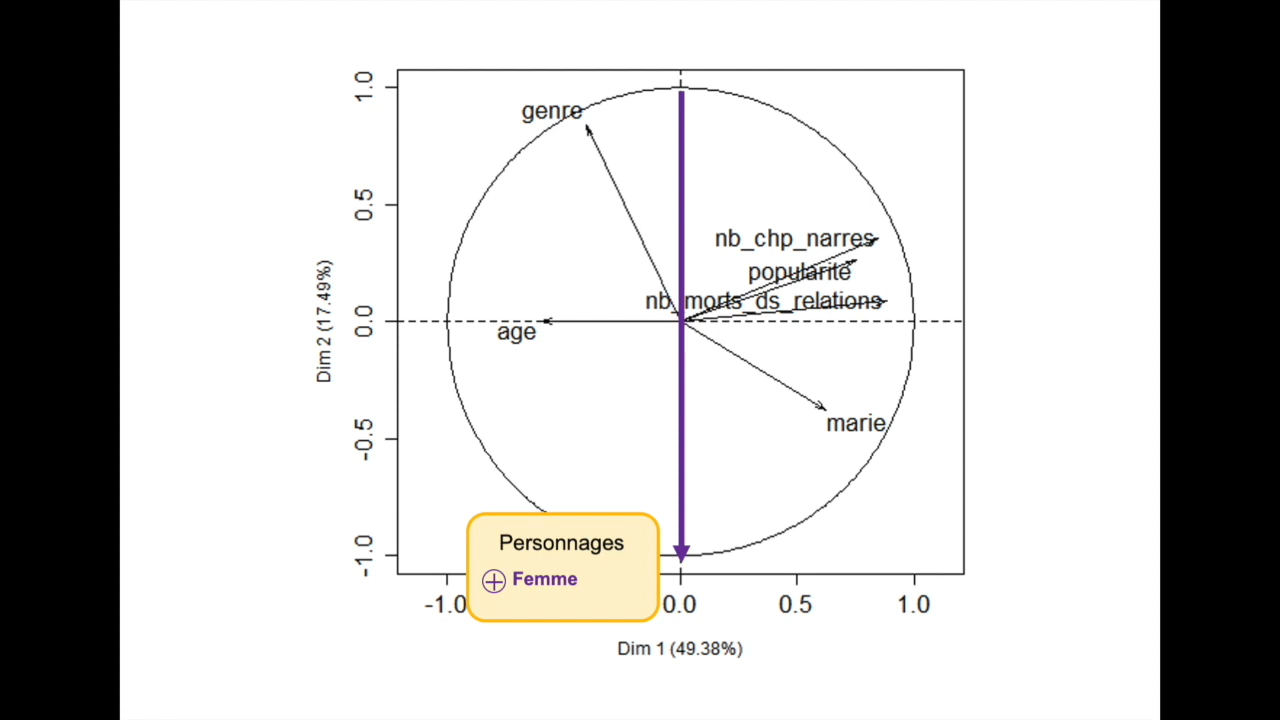 1.0
0.5
0.0
-0.5
-1.0
Dim 2 (17.49%)
genre
nb_chp_narres
popularite
nb_morts_ds_relations
age
marie
Personnages
Femme
-1.0
0.0
0.5
1.0
Dim 1 (49.38%)